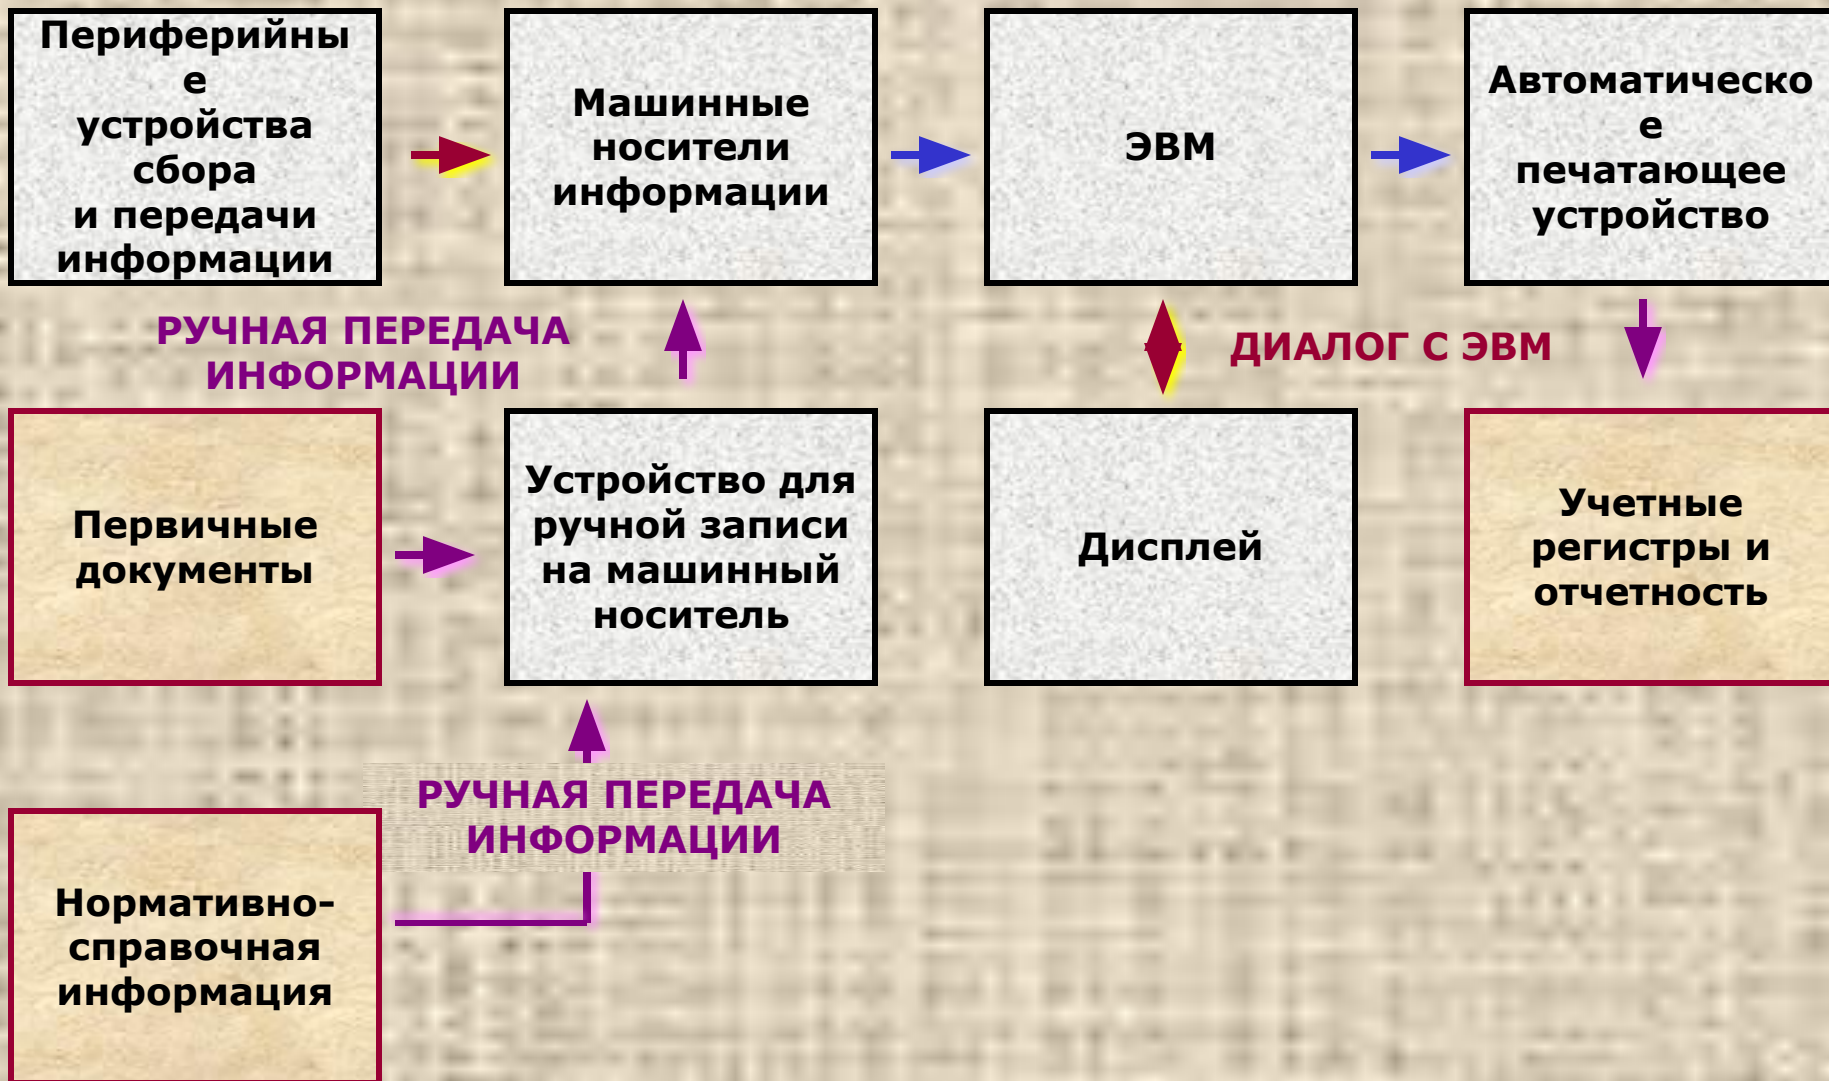 Периферийны
е
устройства
сбора
и передачи
информации
Машинные
носители
информации
ЭВМ
Автоматическо
е
печатающее
устройство
РУЧНАЯ ПЕРЕДАЧА
ИНФОРМАЦИИ
ДИАЛОГ С ЭВМ
Первичные
документы
Устройство для
ручной записи
на машинный
носитель
Дисплей
Учетные
регистры и
отчетность
РУЧНАЯ ПЕРЕДАЧА
ИНФОРМАЦИИ
Нормативно-
справочная
информация